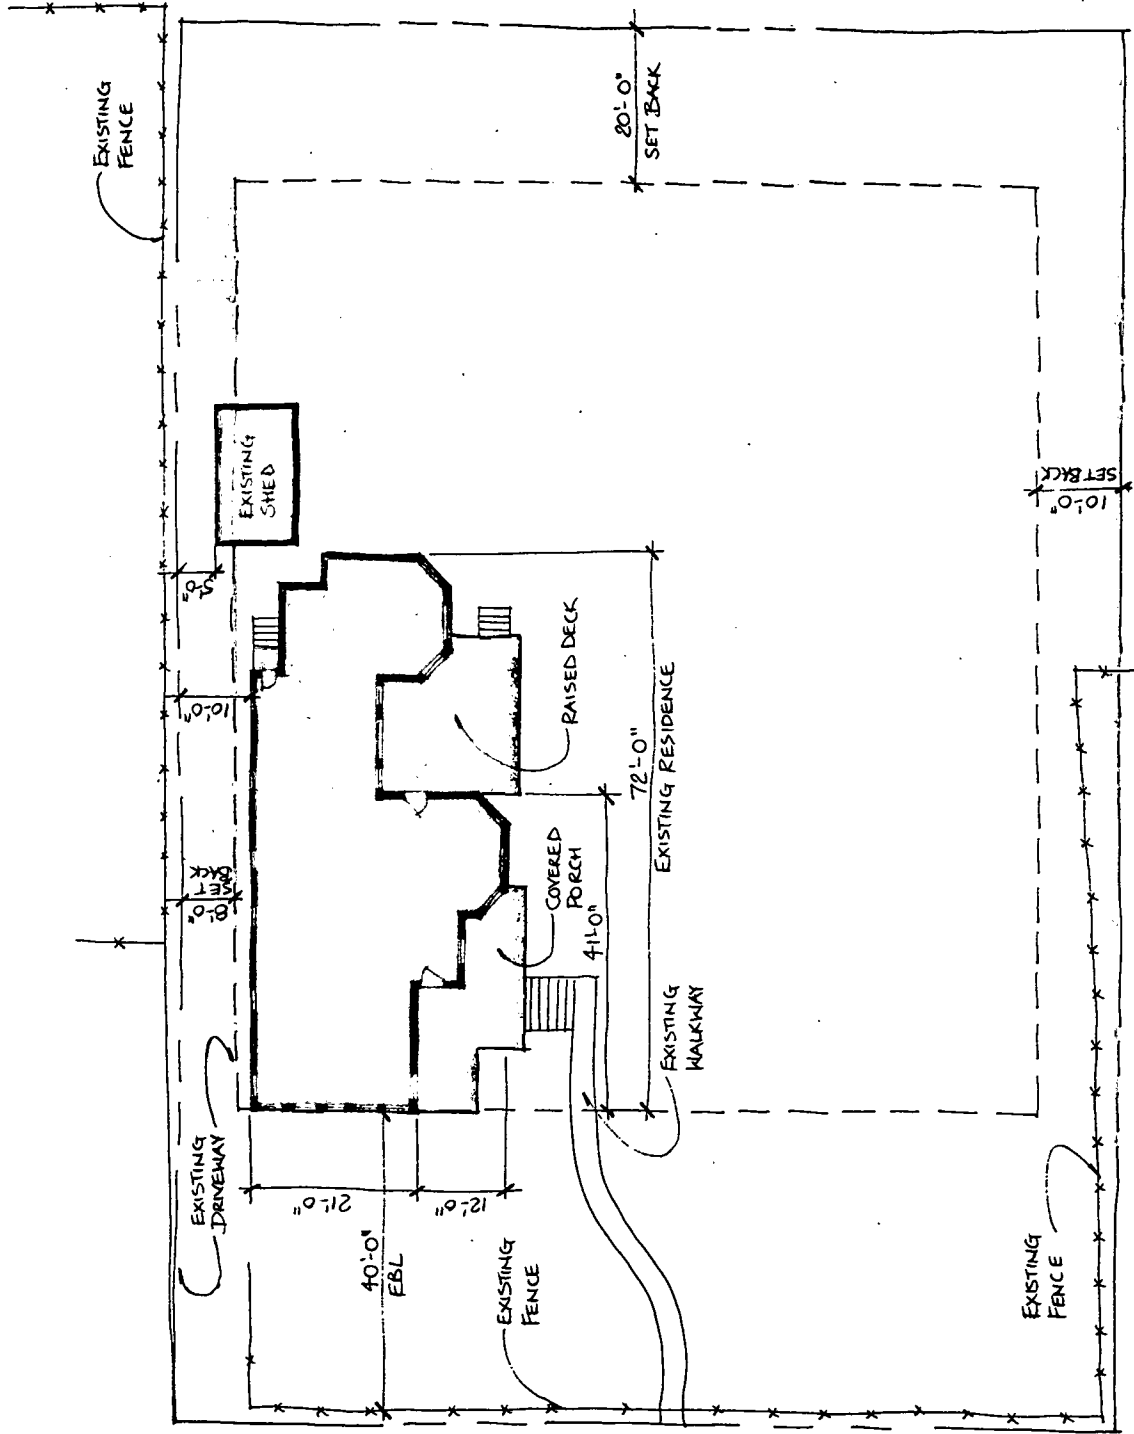 EXISTING
FENCE
20'-0"
SET BACK
EXISTING
SHED
5'-0"
10'-0"
SET BACK
10'-0"
RAISED DECK
72'-0"
EXISTING RESIDENCE
SET
BACK
8'-0"
COVERED
PORCH
41'-0"
EXISTING
WALKWAY
EXISTING
DRIVEWAY
21'-0"
12'-0"
40'-0"
EBL
EXISTING
FENCE
EXISTING
FENCE